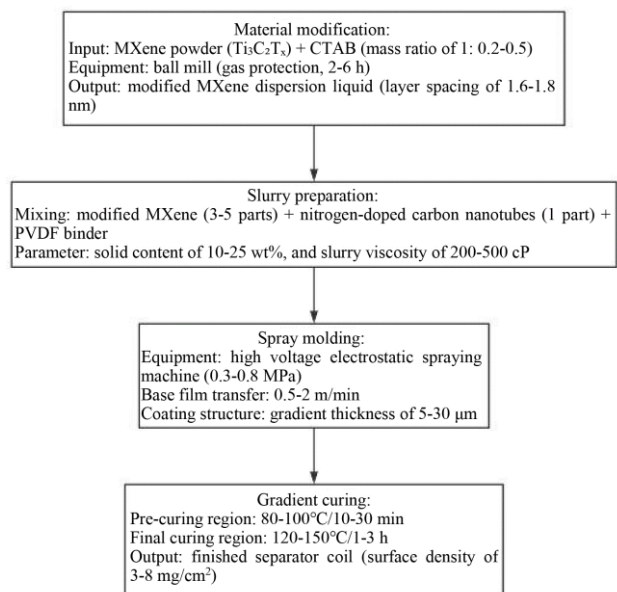 Material modification:
Input: MXene powder (Ti₃C₂Tₓ) + CTAB (mass ratio of 1: 0.2-0.5)
Equipment: ball mill (gas protection, 2-6 h)
Output: modified MXene dispersion liquid (layer spacing of 1.6-1.8
nm)
Slurry preparation:
Mixing: modified MXene (3-5 parts) + nitrogen-doped carbon nanotubes (1 part) +
PVDF binder
Parameter: solid content of 10-25 wt%, and slurry viscosity of 200-500 cP
Spray molding:
Equipment: high voltage electrostatic spraying
machine (0.3-0.8 MPa)
Base film transfer: 0.5-2 m/min
Coating structure: gradient thickness of 5-30 μm
Gradient curing:
Pre-curing region: 80-100°C/10-30 min
Final curing region: 120-150°C/1-3 h
Output: finished separator coil (surface density of
3-8 mg/cm²)